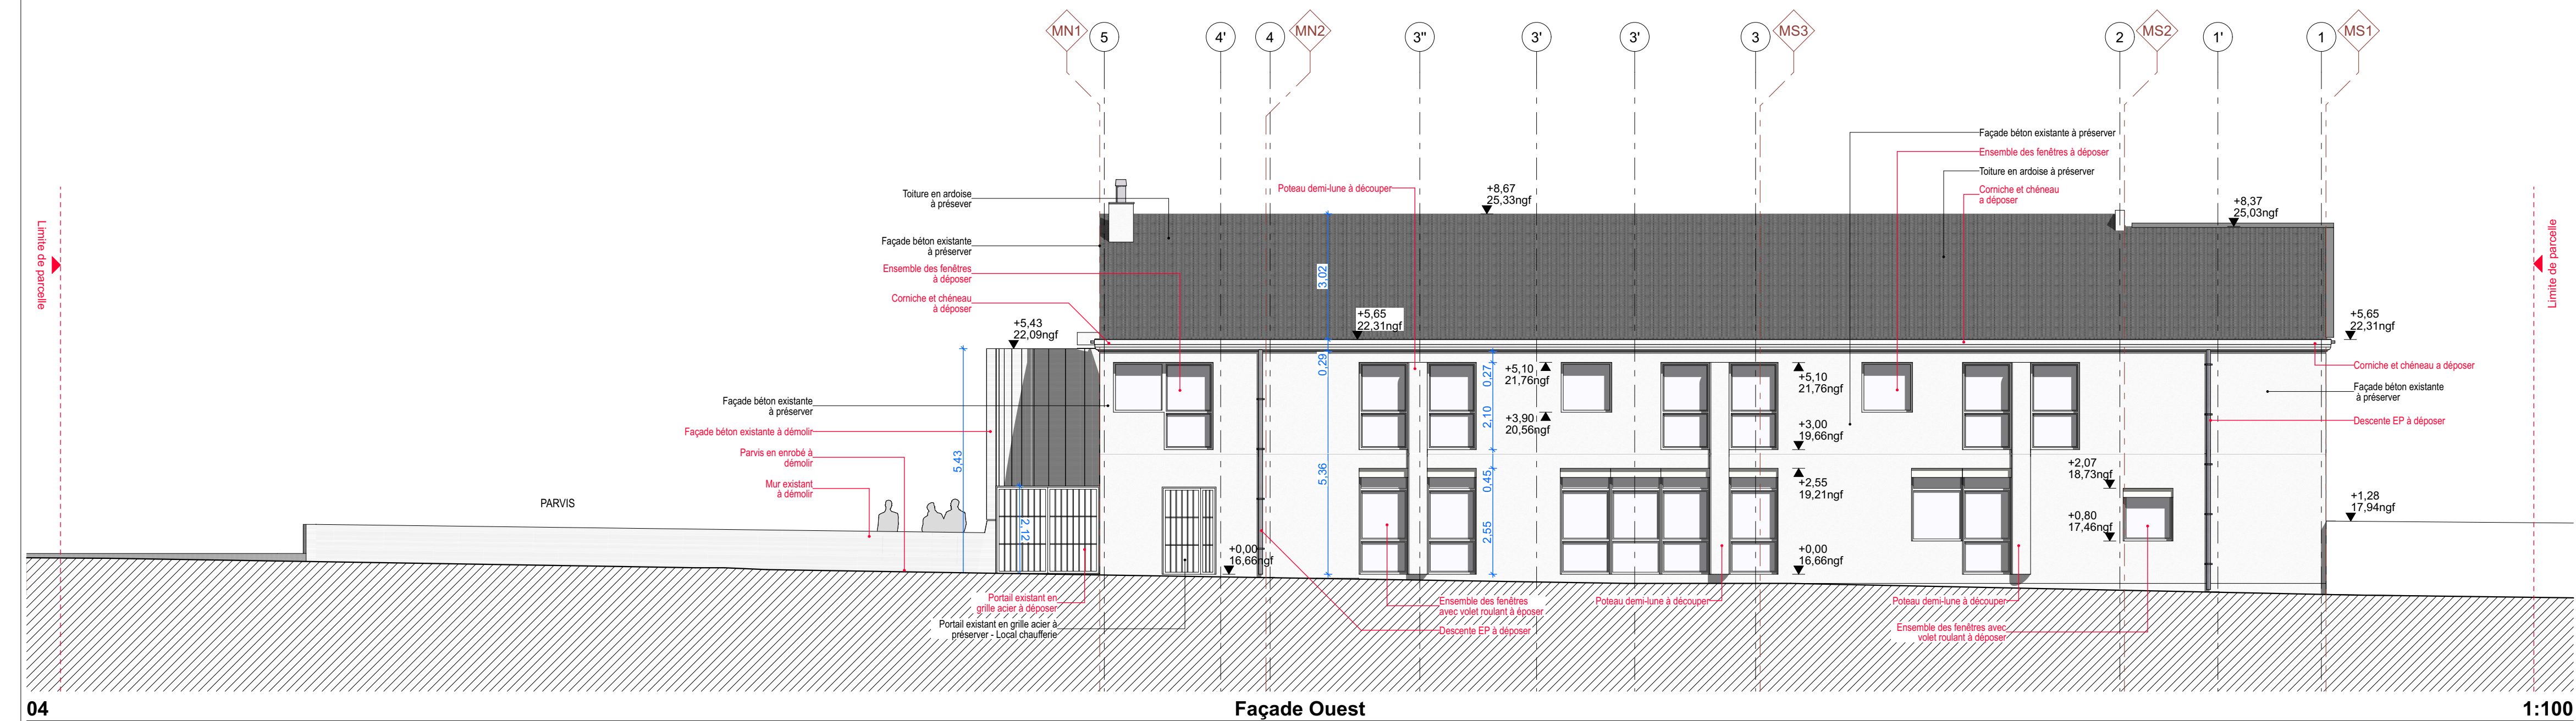 MN1
5
4'
4
MN2
3"
3'
3'
3
MS3
2
MS2
1'
1
MS1
Limite de parcelle
Toiture en ardoise
à présever
Façade béton existante
à préserver
Ensemble des fenêtres
à déposer
Corniche et chéneau
à déposer
+5,43
22,09ngf
Façade béton existante
à préserver
Façade béton existante à démolir
Parvis en enrobé à
démolir
Mur existant
à démolir
PARVIS
5,43
2,12
Portail existant en
grille acier à déposer
Portail existant en grille acier à
préserver - Local chaufferie
+0,00
16,66ngf
Poteau demi-lune à découper
+8,67
25,33ngf
3,02
+5,65
22,31ngf
0,29
5,36
0,27
2,10
0,45
2,55
+5,10
21,76ngf
+3,90
20,56ngf
Ensemble des fenêtres
avec volet roulant à époser
Descente EP à déposer
Poteau demi-lune à découper
+5,10
21,76ngf
+3,00
19,66ngf
+2,55
19,21ngf
+0,00
16,66ngf
Façade béton existante à préserver
Ensemble des fenêtres à déposer
Toiture en ardoise à préserver
Corniche et chéneau
a déposer
+8,37
25,03ngf
+2,07
18,73ngf
+0,80
17,46ngf
Poteau demi-lune à découper
Ensemble des fenêtres avec
volet roulant à déposer
+5,65
22,31ngf
Corniche et chéneau a déposer
Façade béton existante
à préserver
Descente EP à déposer
+1,28
17,94ngf
Limite de parcelle
04
Façade Ouest
1:100